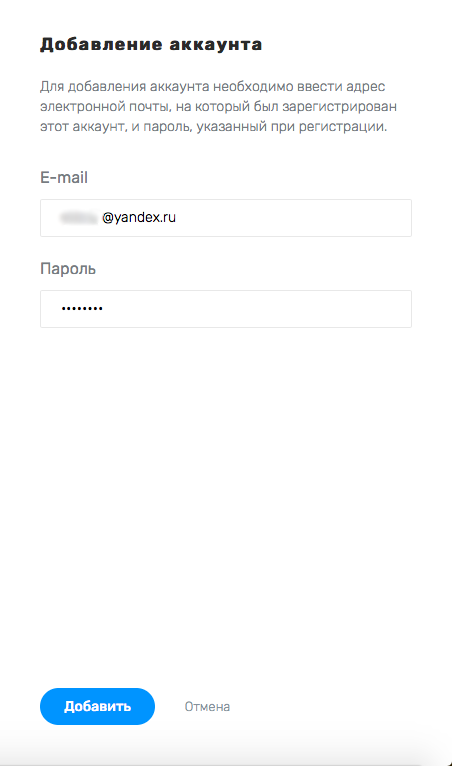 Добавление аккаунта
Для добавления аккаунта необходимо ввести адрес
электронной почты, на который был зарегистрирован
этот аккаунт, и пароль, указанный при регистрации.
E-mail
@yandex.ru
Пароль
••••••••
Добавить Отмена